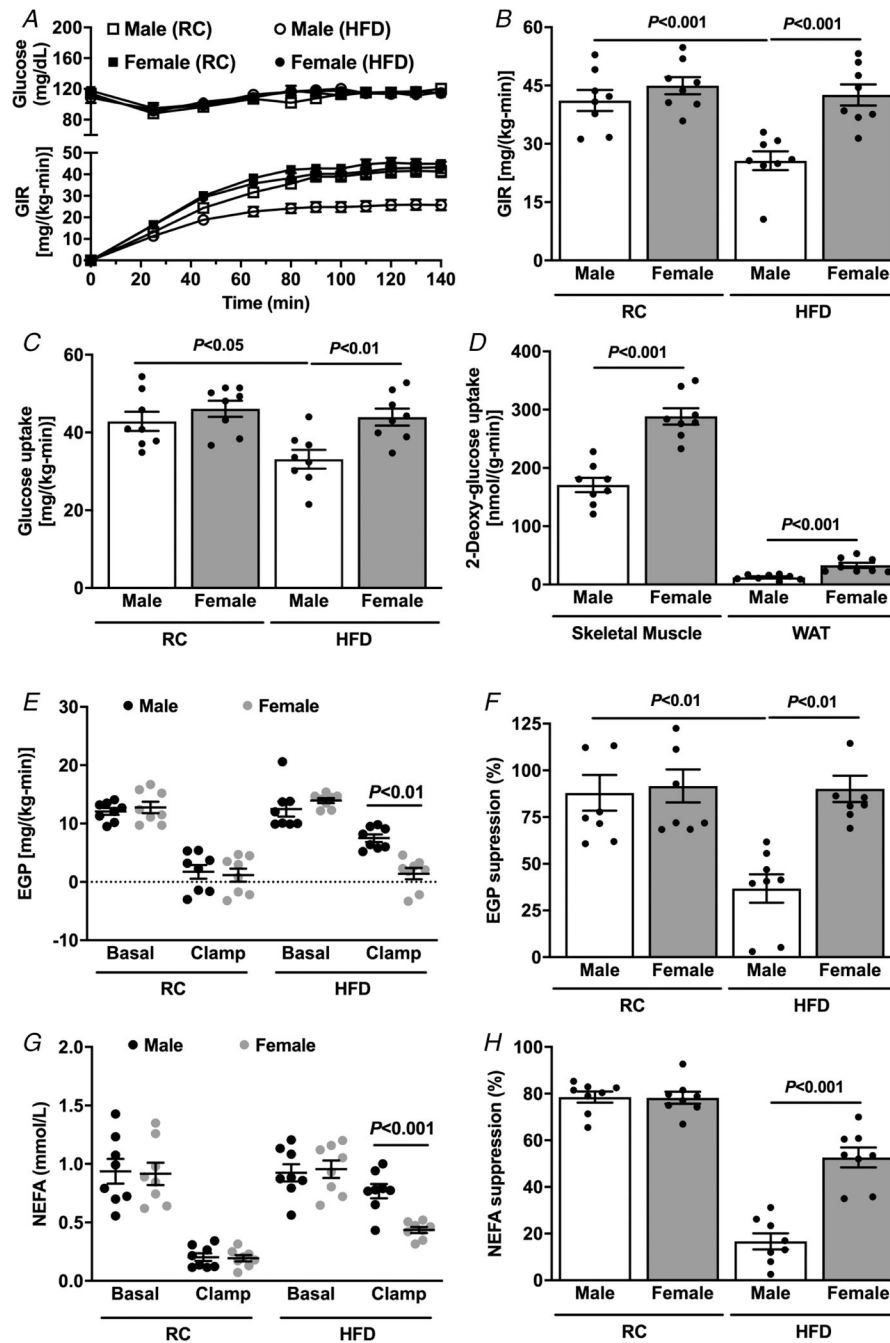 A
Male (RC)
Male (HFD)
Female (RC)
Female (HFD)
Glucose
(mg/dL)
120
100
80
60
GIR
[mg/(kg-min)]
50
40
30
20
10
0
0 20 40 60 80 100 120 140
Time (min)
B
P<0.001 P<0.001
GIR [mg/(kg-min)]
60
45
30
15
0
Male Female Male Female
RC HFD
C
P<0.05 P<0.01
Glucose uptake
[mg/(kg-min)]
60
40
20
0
Male Female Male Female
RC HFD
D
P<0.001
P<0.001
2-Deoxy-glucose uptake
[nmol/(g-min)]
400
300
200
100
0
Male Female Male Female
Skeletal Muscle WAT
E
Male Female
P<0.01
EGP [mg/(kg-min)]
30
20
10
0
-10
Basal Clamp Basal Clamp
RC HFD
F
P<0.01 P<0.01
EGP supression (%)
125
100
75
50
25
0
Male Female Male Female
RC HFD
G
Male Female
P<0.001
NEFA (mmol/L)
2.0
1.5
1.0
0.5
0.0
Basal Clamp Basal Clamp
RC HFD
H
P<0.001
NEFA suppression (%)
100
80
60
40
20
0
Male Female Male Female
RC HFD